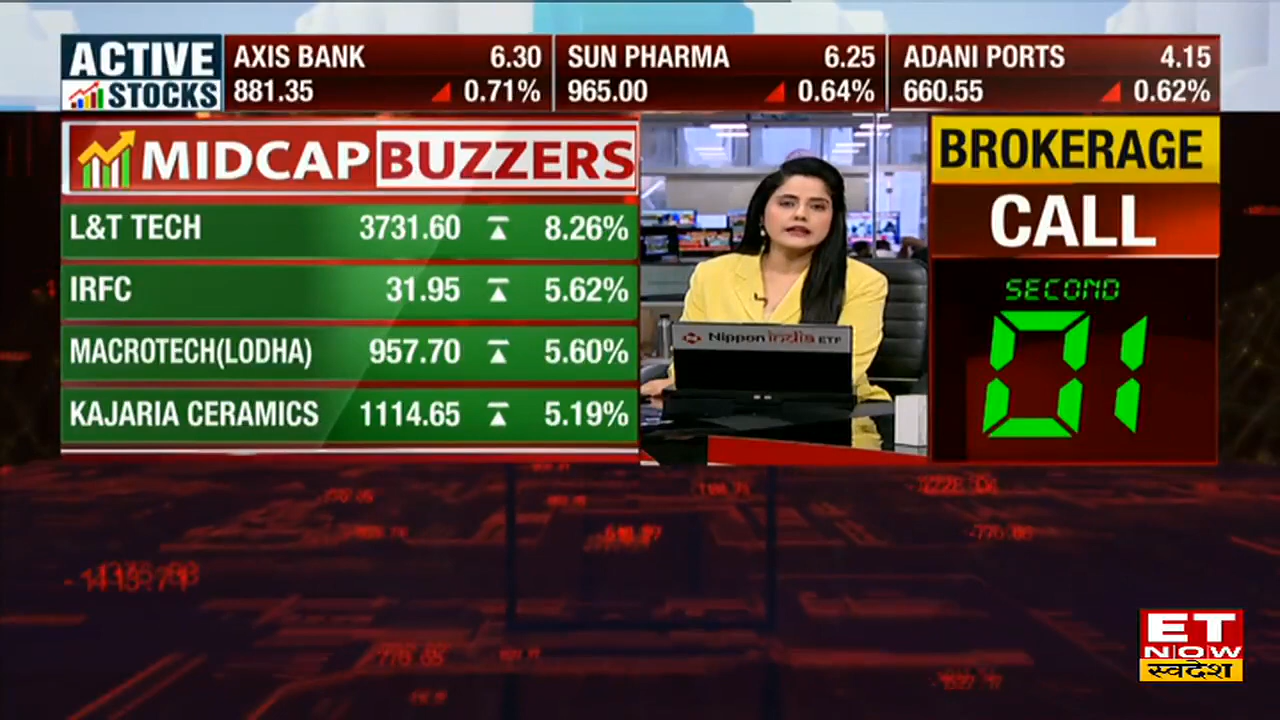 ACTIVE
STOCKS
AXIS BANK 6.30
881.35 0.71%
SUN PHARMA 6.25
965.00 0.64%
ADANI PORTS 4.15
660.55 0.62%
MIDCAP BUZZERS
L&T TECH 3731.60 8.26%
IRFC 31.95 5.62%
MACROTECH(LODHA) 957.70 5.60%
KAJARIA CERAMICS 1114.65 5.19%
Nippon india ETF
BROKERAGE
CALL
SECOND
01
ET
NOW
स्वदेश